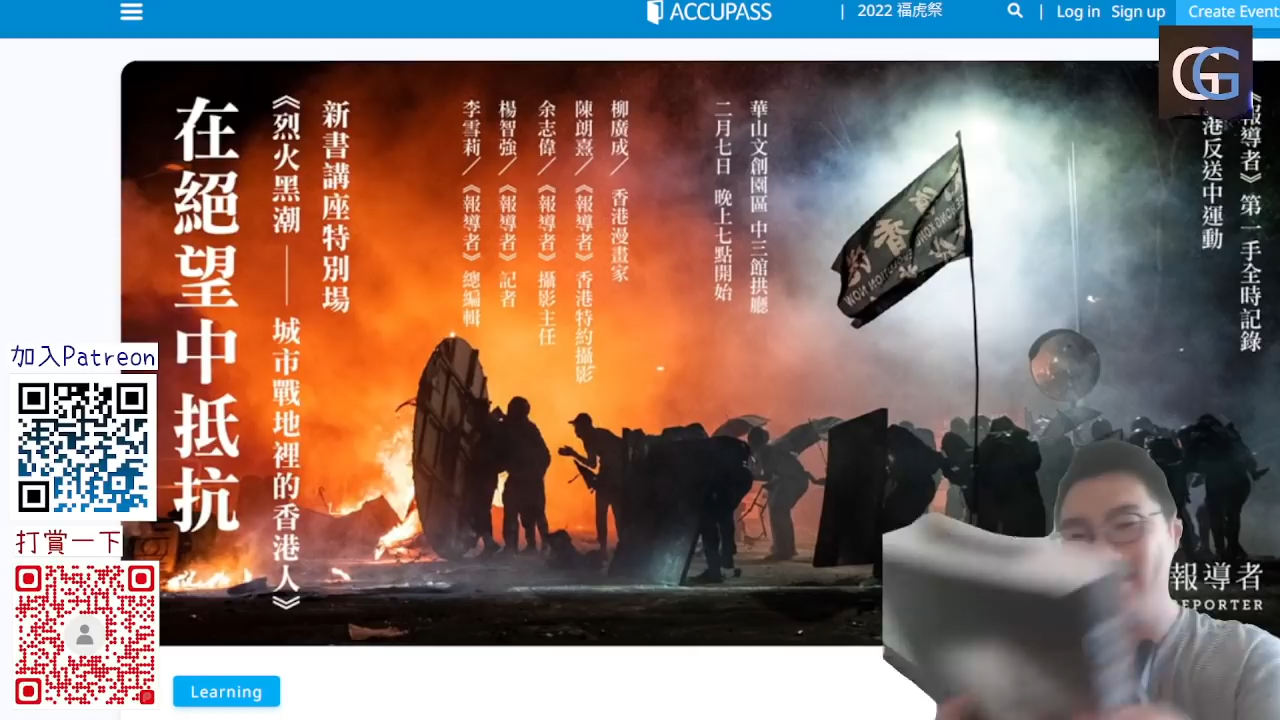 ACCUPASS
| 2022 福虎祭
| Log in Sign up Create Event
GG
《報導者》第一手全時記錄
港反送中運動
華山文創園區 中三館拱廳
二月七日 晚上七點開始
柳廣成／香港漫畫家
陳朗熹／《報導者》香港特約攝影
余志偉／《報導者》攝影主任
楊智強／《報導者》記者
李雪莉／《報導者》總編輯
新書講座特別場
《烈火黑潮——城市戰地裡的香港人》
在絕望中抵抗
加入Patreon
打賞一下
報導者
REPORTER
Learning